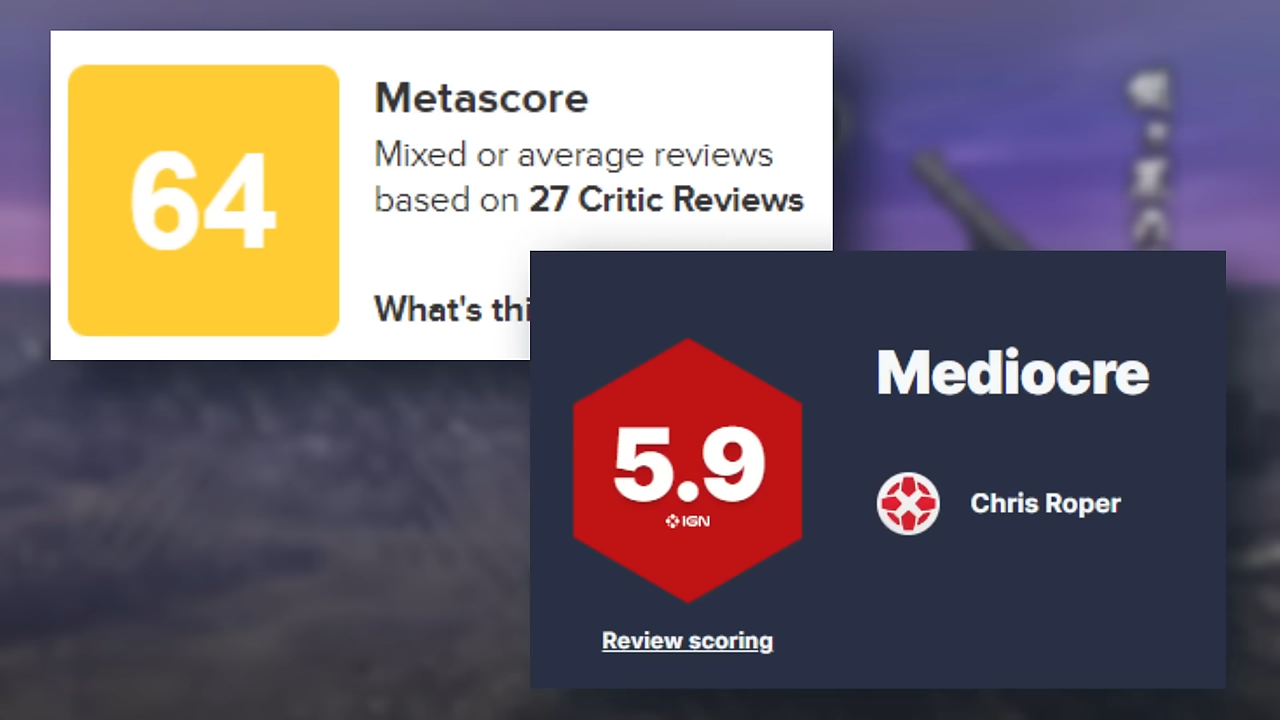 64
Metascore
Mixed or average reviews
based on 27 Critic Reviews
What's thi
5.9
IGN
Review scoring
Mediocre
Chris Roper